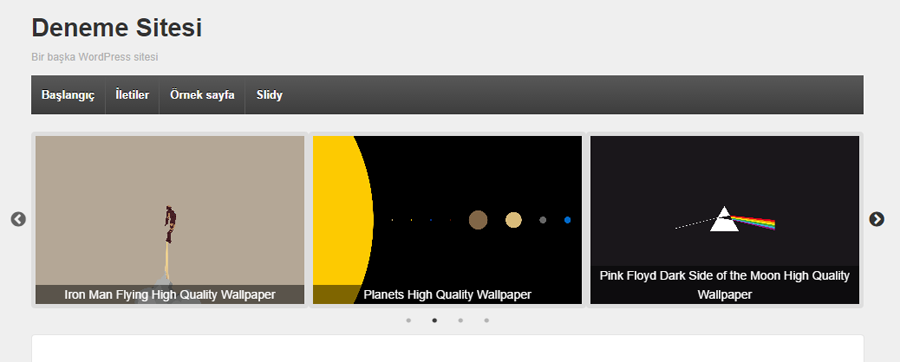 Deneme Sitesi
Bir başka WordPress sitesi
Başlangıç İletiler Örnek sayfa Slidy
Iron Man Flying High Quality Wallpaper
Planets High Quality Wallpaper
Pink Floyd Dark Side of the Moon High Quality
Wallpaper